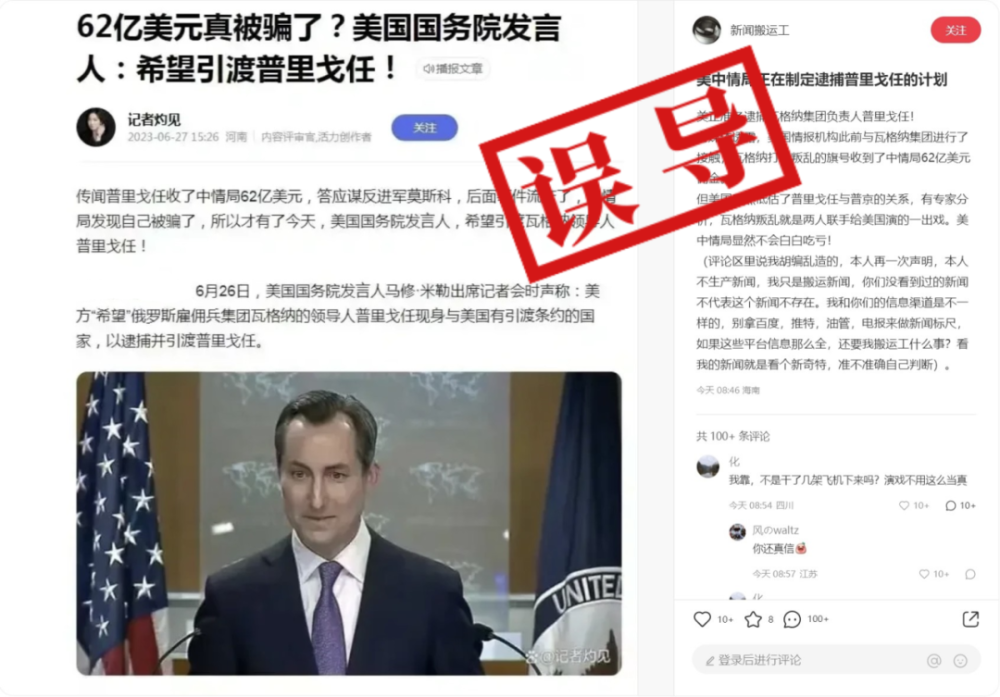 62亿美元真被骗了？美国国务院发言
人：希望引渡普里戈任！
播报文章
记者灼见
2023-06-27 15:26 河南 内容评审官,活力创作者
关注
传闻普里戈任收了中情局62亿美元，答应谋反进军莫斯科，后面
局发现自己被骗了，所以才有了今天，美国国务院发言人，希望引
普里戈任！
6月26日，美国国务院发言人马修·米勒出席记者会时声称：美
方“希望”俄罗斯雇佣兵集团瓦格纳的领导人普里戈任现身与美国有引渡条约的国
家，以逮捕并引渡普里戈任。
UNITED
@记者灼见
误导
新闻搬运工
关注
美中情局正在制定逮捕普里戈任的计划
逮捕瓦格纳集团负责人普里戈任！
国情报机构此前与瓦格纳集团进行了
接触，瓦格纳打 叛乱的旗号收到了中情局62亿美元
但美 低估了普里戈任与普京的关系，有专家分
析，瓦格纳叛乱就是两人联手给美国演的一出戏。美
中情局显然不会白白吃亏！
（评论区里说我胡编乱造的，本人再一次声明，本人
不生产新闻，我只是搬运新闻，你们没看到过的新闻
不代表这个新闻不存在。我和你们的信息渠道是不一
样的，别拿百度，推特，油管，电报来做新闻标尺，
如果这些平台信息那么全，还要我搬运工什么事？看
我的新闻就是看个新奇特，准不准确自己判断）。
今天 08:46 海南
共 100+ 条评论
化
我靠，不是干了几架飞机下来吗？演戏不用这么当真
今天 08:54 四川
10+
10+
风のwaltz
你还真信
今天 08:57 江苏
10+
化
10+
8
100+
登录后进行评论